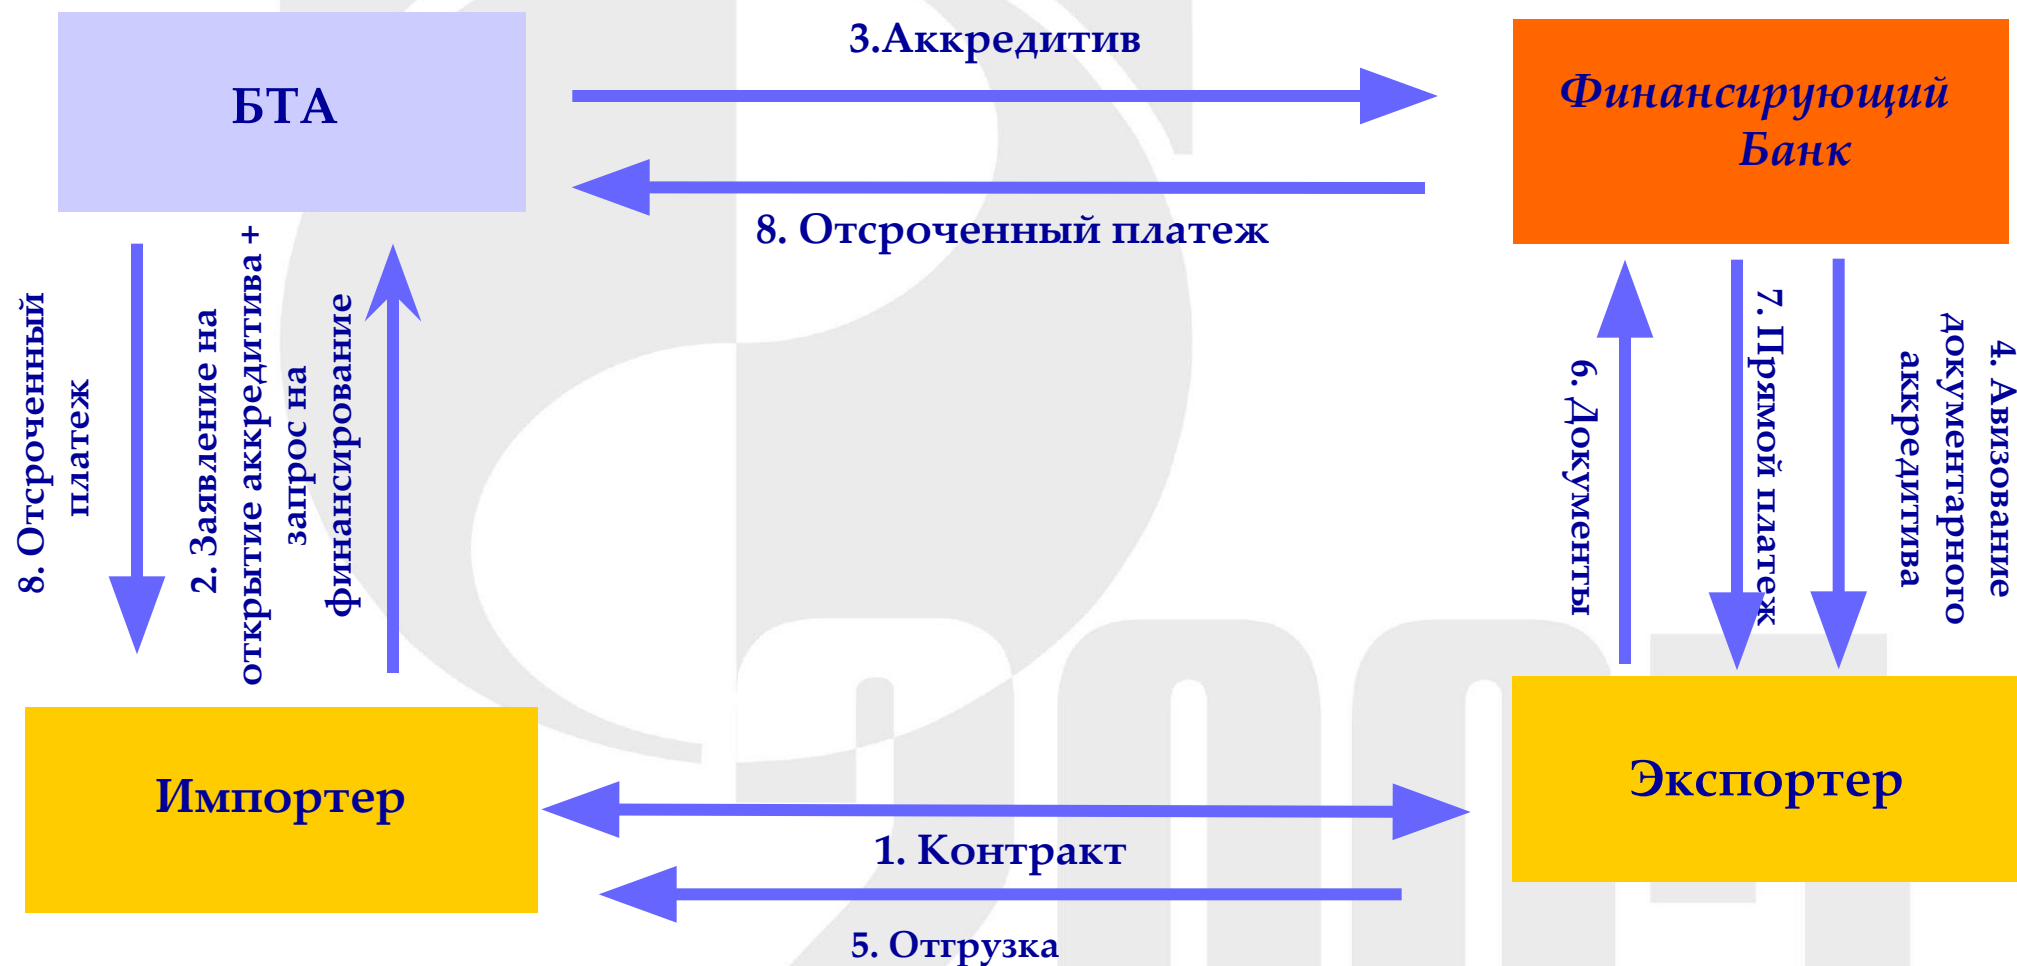 3.Аккредитив
БТА
Финансирующий
Банк
8. Отсроченный платеж
8. Отсроченный
платеж
2. Заявление на
открытие аккредитива +
запрос на
финансирование
6. Документы
7. Прямой платеж
4. Авизование
документарного
аккредитива
Импортер
Экспортер
1. Контракт
5. Отгрузка